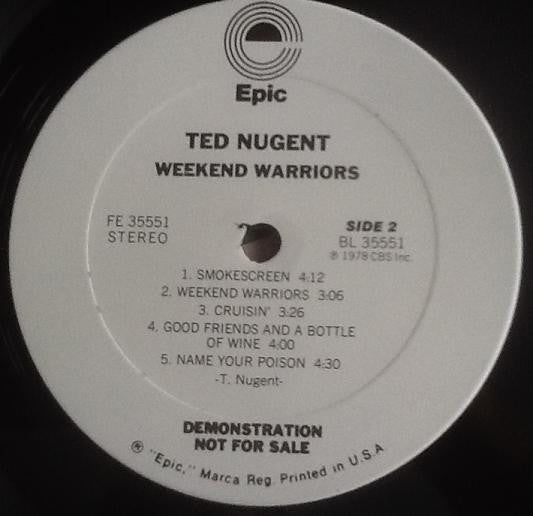 Epic
TED NUGENT
WEEKEND WARRIORS
FE 35551
STEREO
SIDE 2
BL 35551
℗ 1978 CBS Inc.
1. SMOKESCREEN 4:12
2. WEEKEND WARRIORS 3:06
3. CRUISIN' 3:26
4. GOOD FRIENDS AND A BOTTLE
OF WINE 4:00
5. NAME YOUR POISON 4:30
-T. Nugent-
DEMONSTRATION
NOT FOR SALE
® "Epic," Marca Reg. Printed in U.S.A